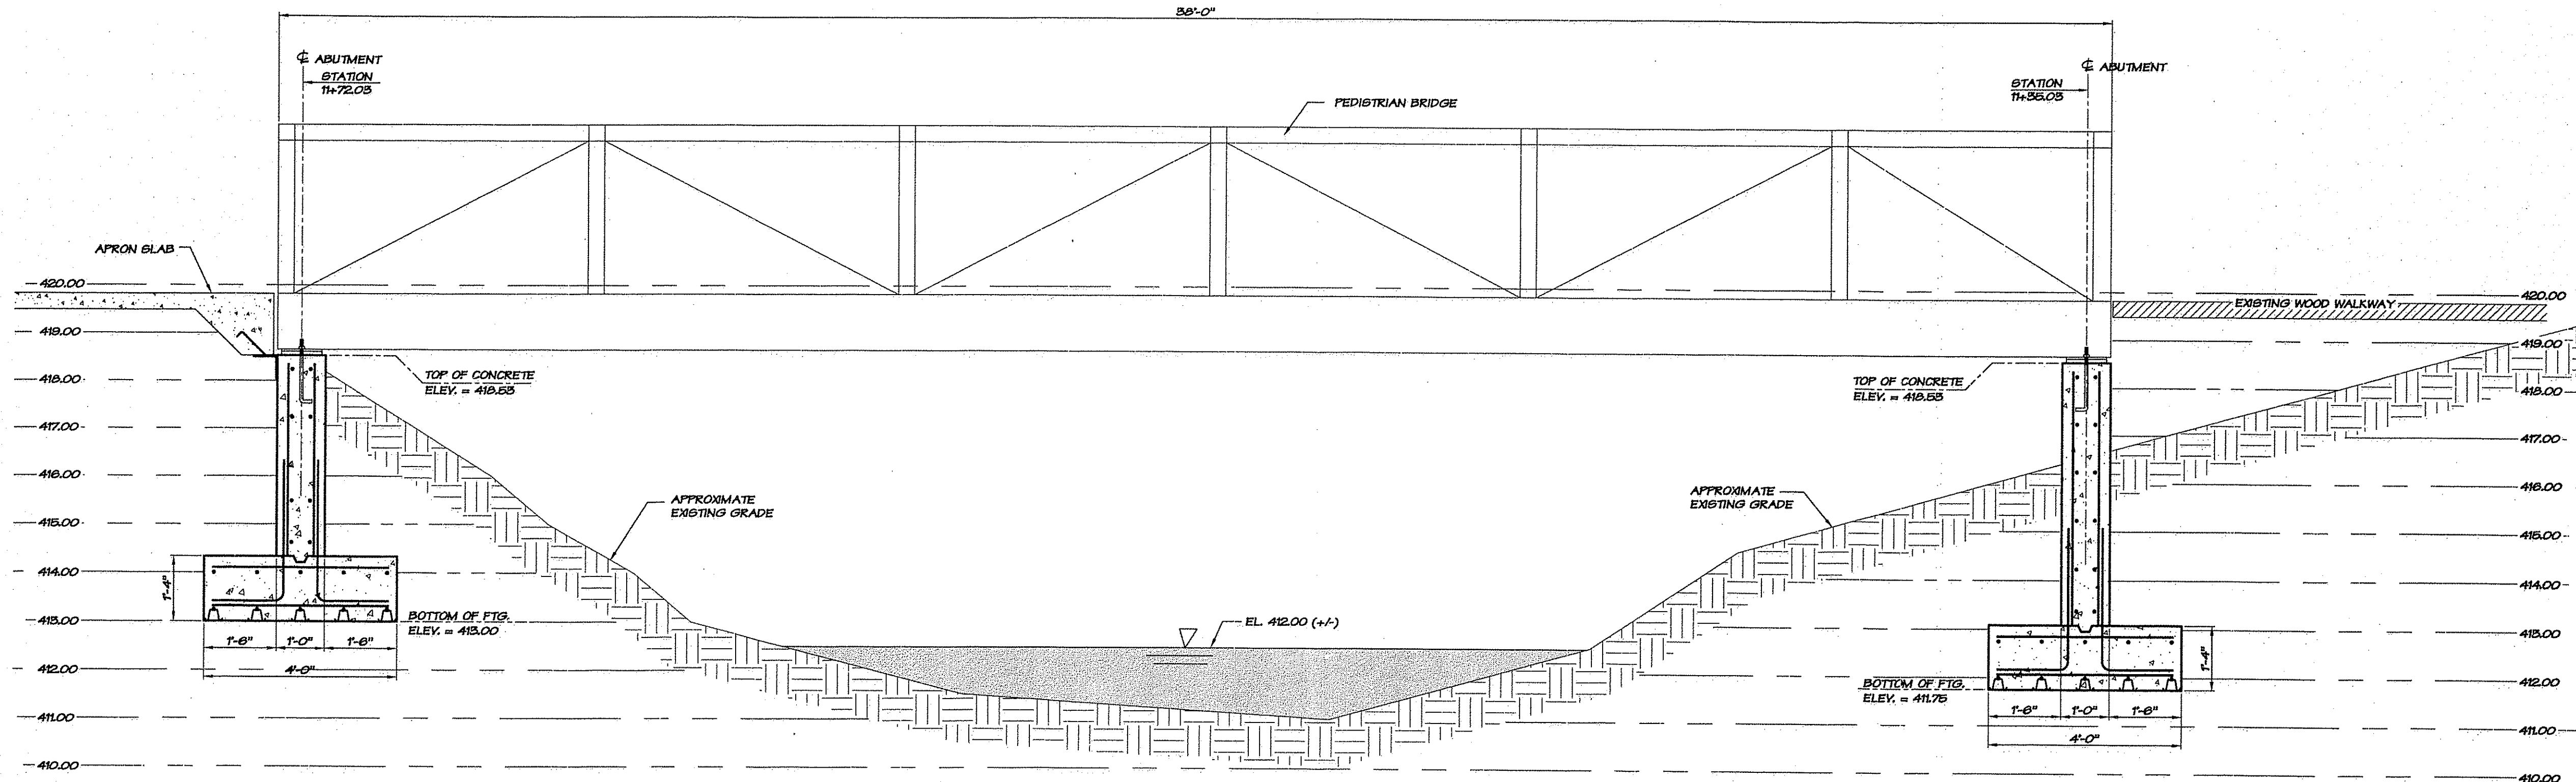 38'-0"
℄ ABUTMENT
STATION
11+72.03
℄ ABUTMENT
STATION
11+35.03
PEDISTRIAN BRIDGE
APRON SLAB
420.00
419.00
418.00
417.00
416.00
415.00
414.00
413.00
412.00
411.00
410.00
TOP OF CONCRETE
ELEV. = 418.53
APPROXIMATE
EXISTING GRADE
1'-4"
BOTTOM OF FTG.
ELEV. = 413.00
1'-6"
1'-0"
1'-6"
4'-0"
EL. 412.00 (+/-)
TOP OF CONCRETE
ELEV. = 418.53
APPROXIMATE
EXISTING GRADE
EXISTING WOOD WALKWAY
BOTTOM OF FTG.
ELEV. = 411.75
1'-4"
1'-6"
1'-0"
1'-6"
4'-0"
420.00
419.00
418.00
417.00
416.00
415.00
414.00
413.00
412.00
411.00
410.00